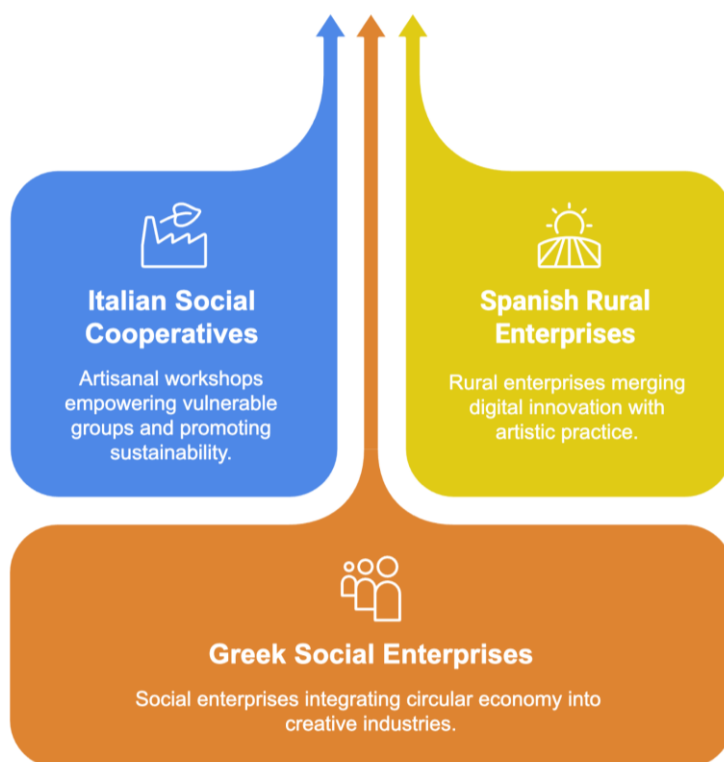 Italian Social
Cooperatives
Artisanal workshops
empowering vulnerable
groups and promoting
sustainability.
Spanish Rural
Enterprises
Rural enterprises merging
digital innovation with
artistic practice.
Greek Social Enterprises
Social enterprises integrating circular economy into
creative industries.